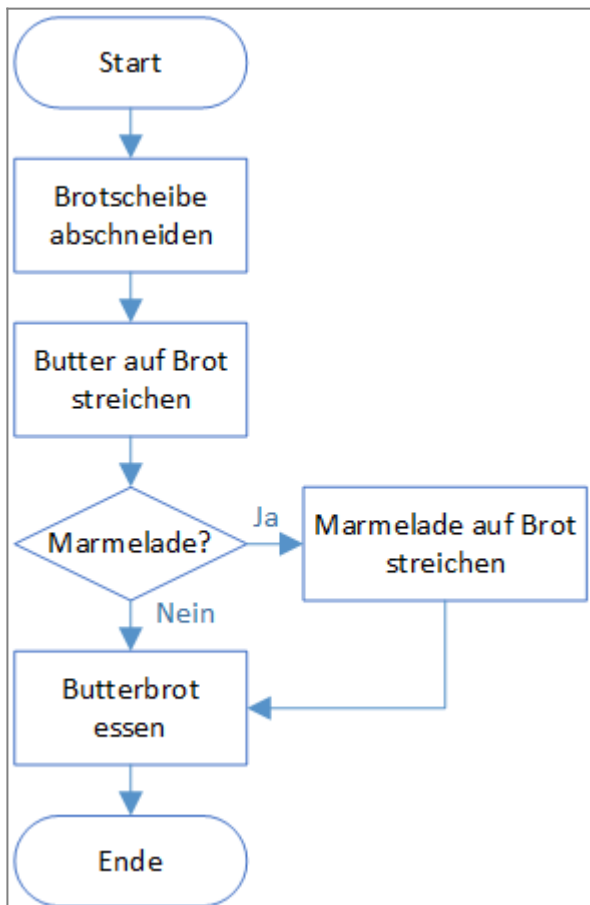 Start
Brotscheibe
abschneiden
Butter auf Brot
streichen
Marmelade?
Ja
Marmelade auf Brot
streichen
Nein
Butterbrot
essen
Ende